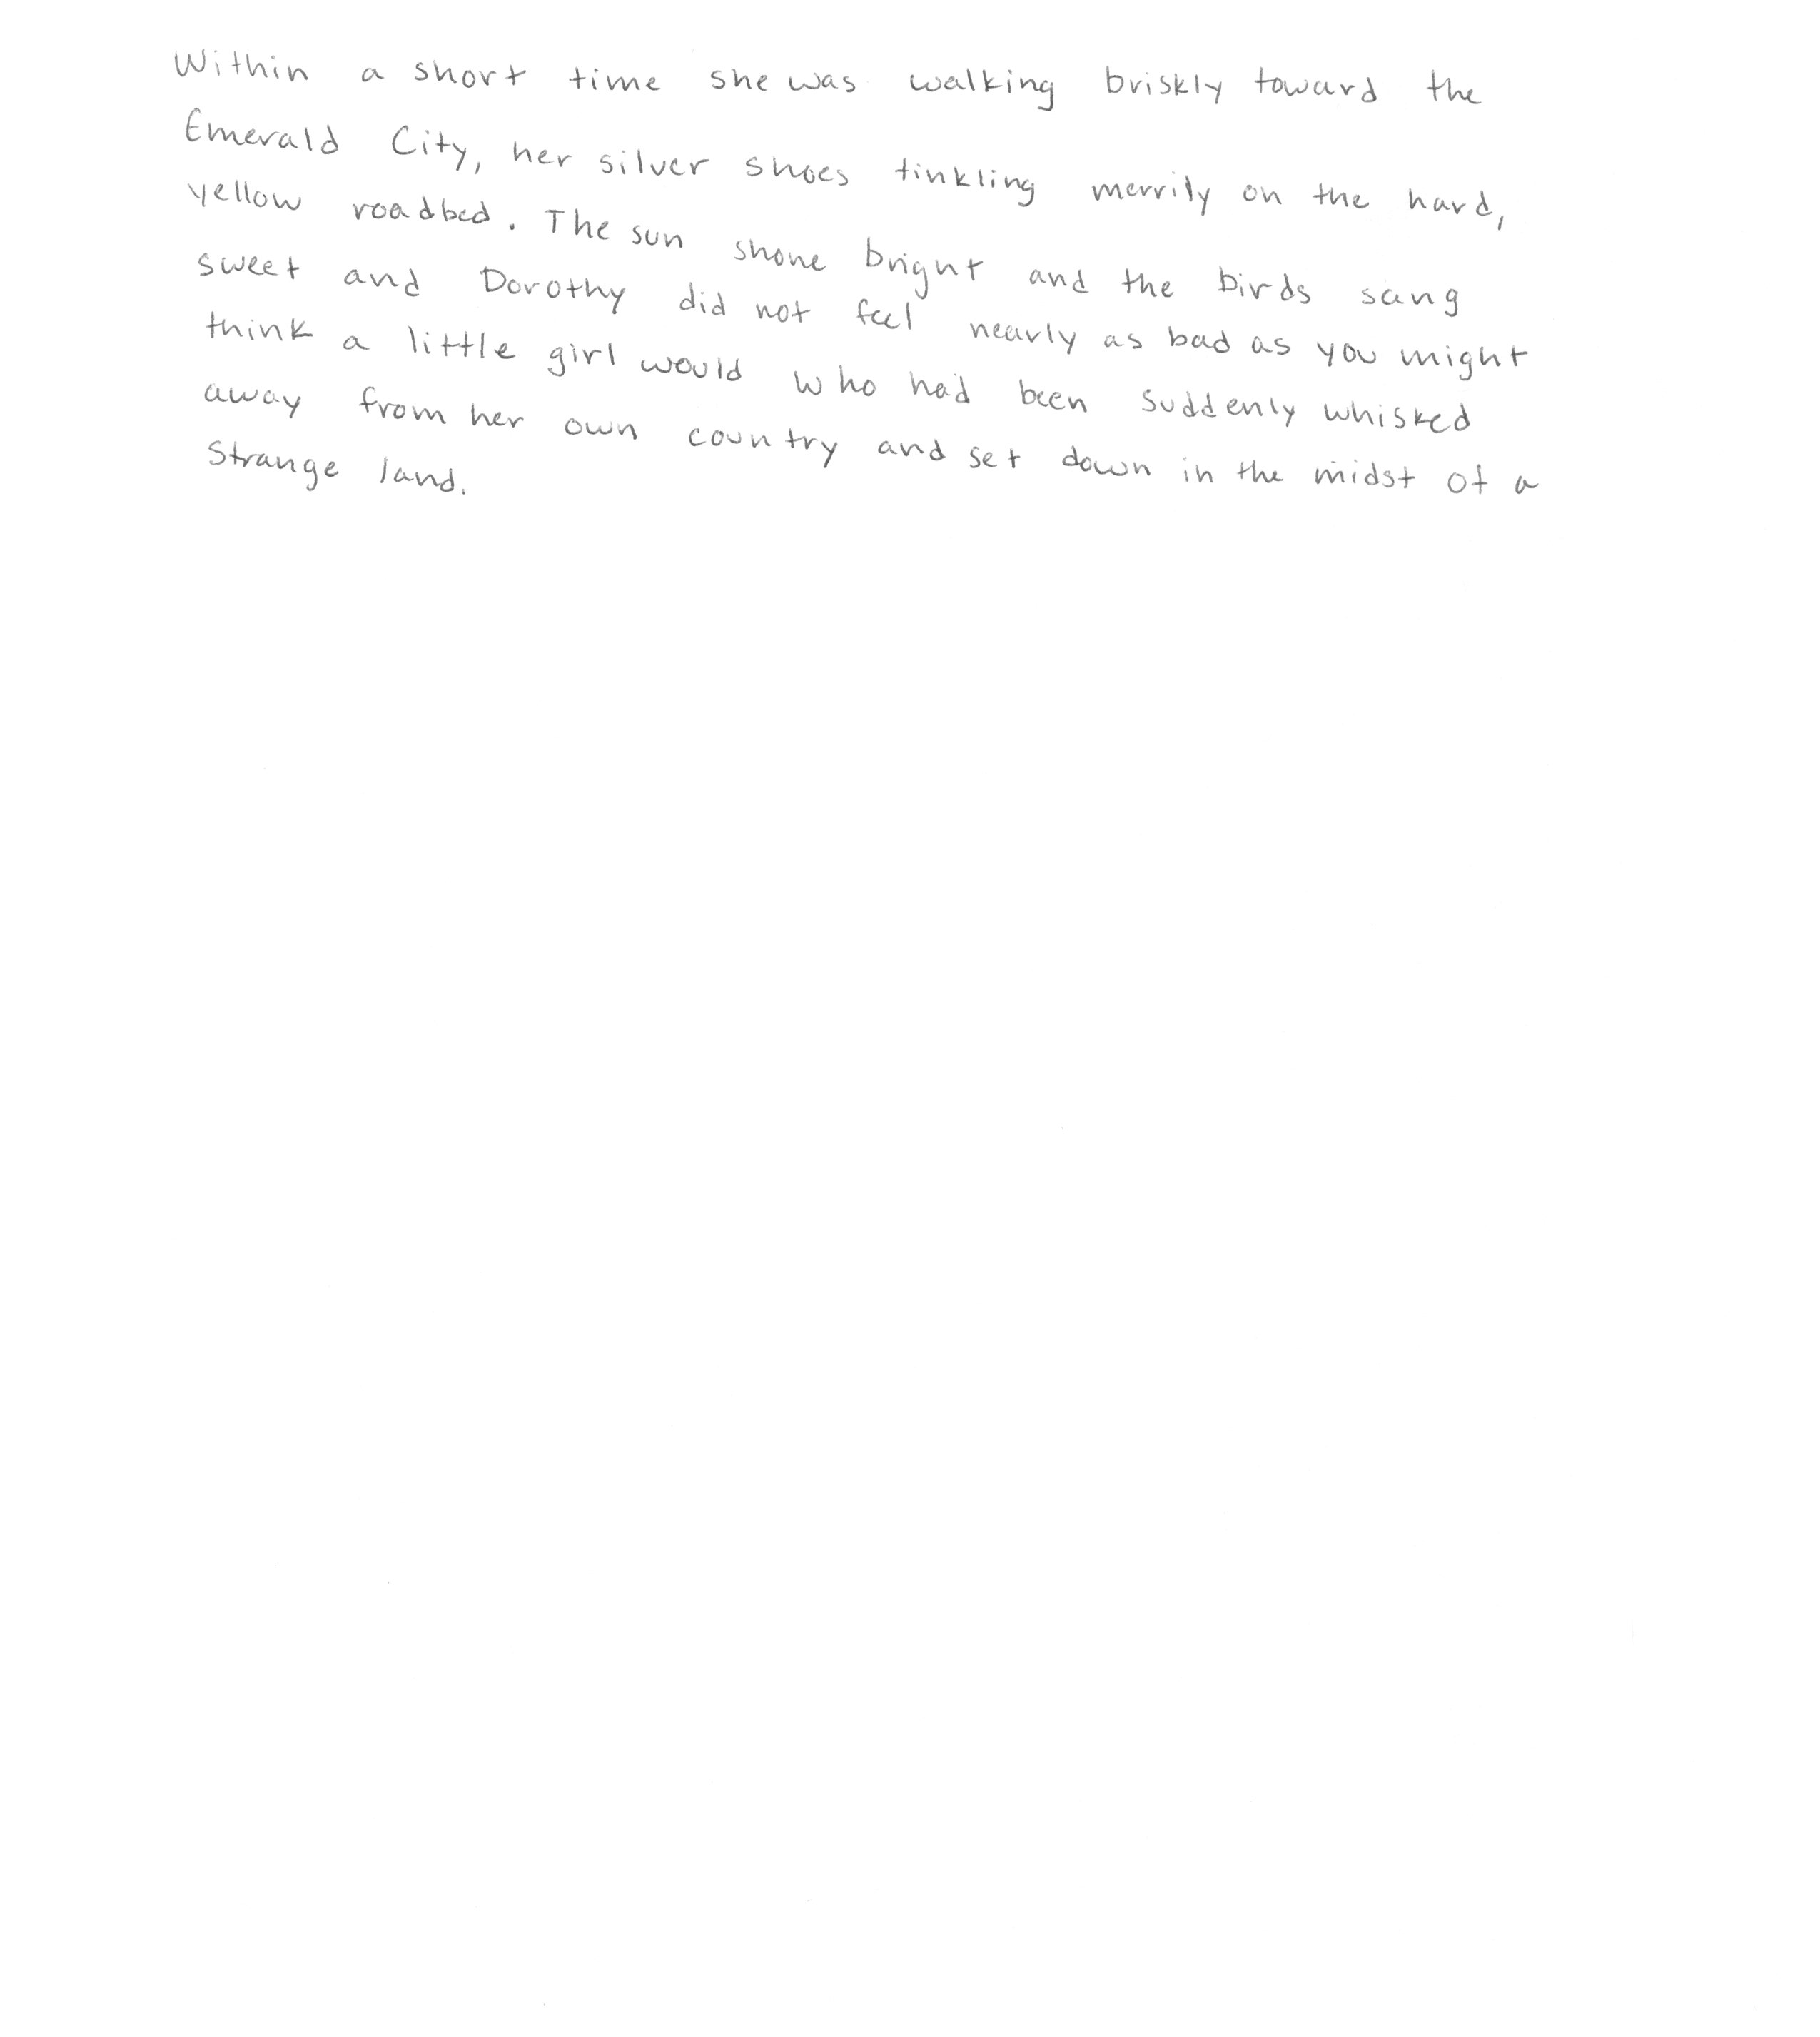 Within a short time she was walking briskly toward the
Emerald City, her silver shoes tinkling merrily on the hard,
yellow roadbed. The sun shone bright and the birds sang
sweet and Dorothy did not feel nearly as bad as you might
think a little girl would who had been suddenly whisked
away from her own country and set down in the midst of a
strange land.